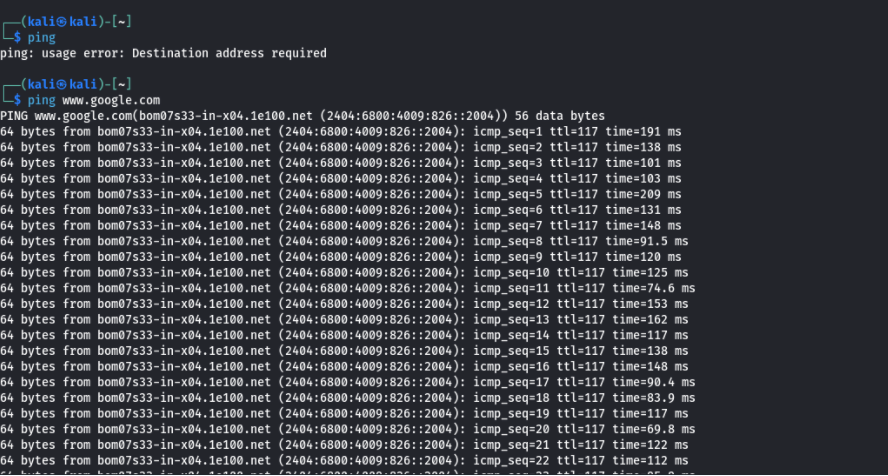 ┌──(kali㉿kali)-[~]
└─$ ping
ping: usage error: Destination address required
┌──(kali㉿kali)-[~]
└─$ ping www.google.com
PING www.google.com(bom07s33-in-x04.1e100.net (2404:6800:4009:826::2004)) 56 data bytes
64 bytes from bom07s33-in-x04.1e100.net (2404:6800:4009:826::2004): icmp_seq=1 ttl=117 time=191 ms
64 bytes from bom07s33-in-x04.1e100.net (2404:6800:4009:826::2004): icmp_seq=2 ttl=117 time=138 ms
64 bytes from bom07s33-in-x04.1e100.net (2404:6800:4009:826::2004): icmp_seq=3 ttl=117 time=101 ms
64 bytes from bom07s33-in-x04.1e100.net (2404:6800:4009:826::2004): icmp_seq=4 ttl=117 time=103 ms
64 bytes from bom07s33-in-x04.1e100.net (2404:6800:4009:826::2004): icmp_seq=5 ttl=117 time=209 ms
64 bytes from bom07s33-in-x04.1e100.net (2404:6800:4009:826::2004): icmp_seq=6 ttl=117 time=131 ms
64 bytes from bom07s33-in-x04.1e100.net (2404:6800:4009:826::2004): icmp_seq=7 ttl=117 time=148 ms
64 bytes from bom07s33-in-x04.1e100.net (2404:6800:4009:826::2004): icmp_seq=8 ttl=117 time=91.5 ms
64 bytes from bom07s33-in-x04.1e100.net (2404:6800:4009:826::2004): icmp_seq=9 ttl=117 time=120 ms
64 bytes from bom07s33-in-x04.1e100.net (2404:6800:4009:826::2004): icmp_seq=10 ttl=117 time=125 ms
64 bytes from bom07s33-in-x04.1e100.net (2404:6800:4009:826::2004): icmp_seq=11 ttl=117 time=74.6 ms
64 bytes from bom07s33-in-x04.1e100.net (2404:6800:4009:826::2004): icmp_seq=12 ttl=117 time=153 ms
64 bytes from bom07s33-in-x04.1e100.net (2404:6800:4009:826::2004): icmp_seq=13 ttl=117 time=162 ms
64 bytes from bom07s33-in-x04.1e100.net (2404:6800:4009:826::2004): icmp_seq=14 ttl=117 time=117 ms
64 bytes from bom07s33-in-x04.1e100.net (2404:6800:4009:826::2004): icmp_seq=15 ttl=117 time=138 ms
64 bytes from bom07s33-in-x04.1e100.net (2404:6800:4009:826::2004): icmp_seq=16 ttl=117 time=148 ms
64 bytes from bom07s33-in-x04.1e100.net (2404:6800:4009:826::2004): icmp_seq=17 ttl=117 time=90.4 ms
64 bytes from bom07s33-in-x04.1e100.net (2404:6800:4009:826::2004): icmp_seq=18 ttl=117 time=83.9 ms
64 bytes from bom07s33-in-x04.1e100.net (2404:6800:4009:826::2004): icmp_seq=19 ttl=117 time=117 ms
64 bytes from bom07s33-in-x04.1e100.net (2404:6800:4009:826::2004): icmp_seq=20 ttl=117 time=69.8 ms
64 bytes from bom07s33-in-x04.1e100.net (2404:6800:4009:826::2004): icmp_seq=21 ttl=117 time=122 ms
64 bytes from bom07s33-in-x04.1e100.net (2404:6800:4009:826::2004): icmp_seq=22 ttl=117 time=112 ms